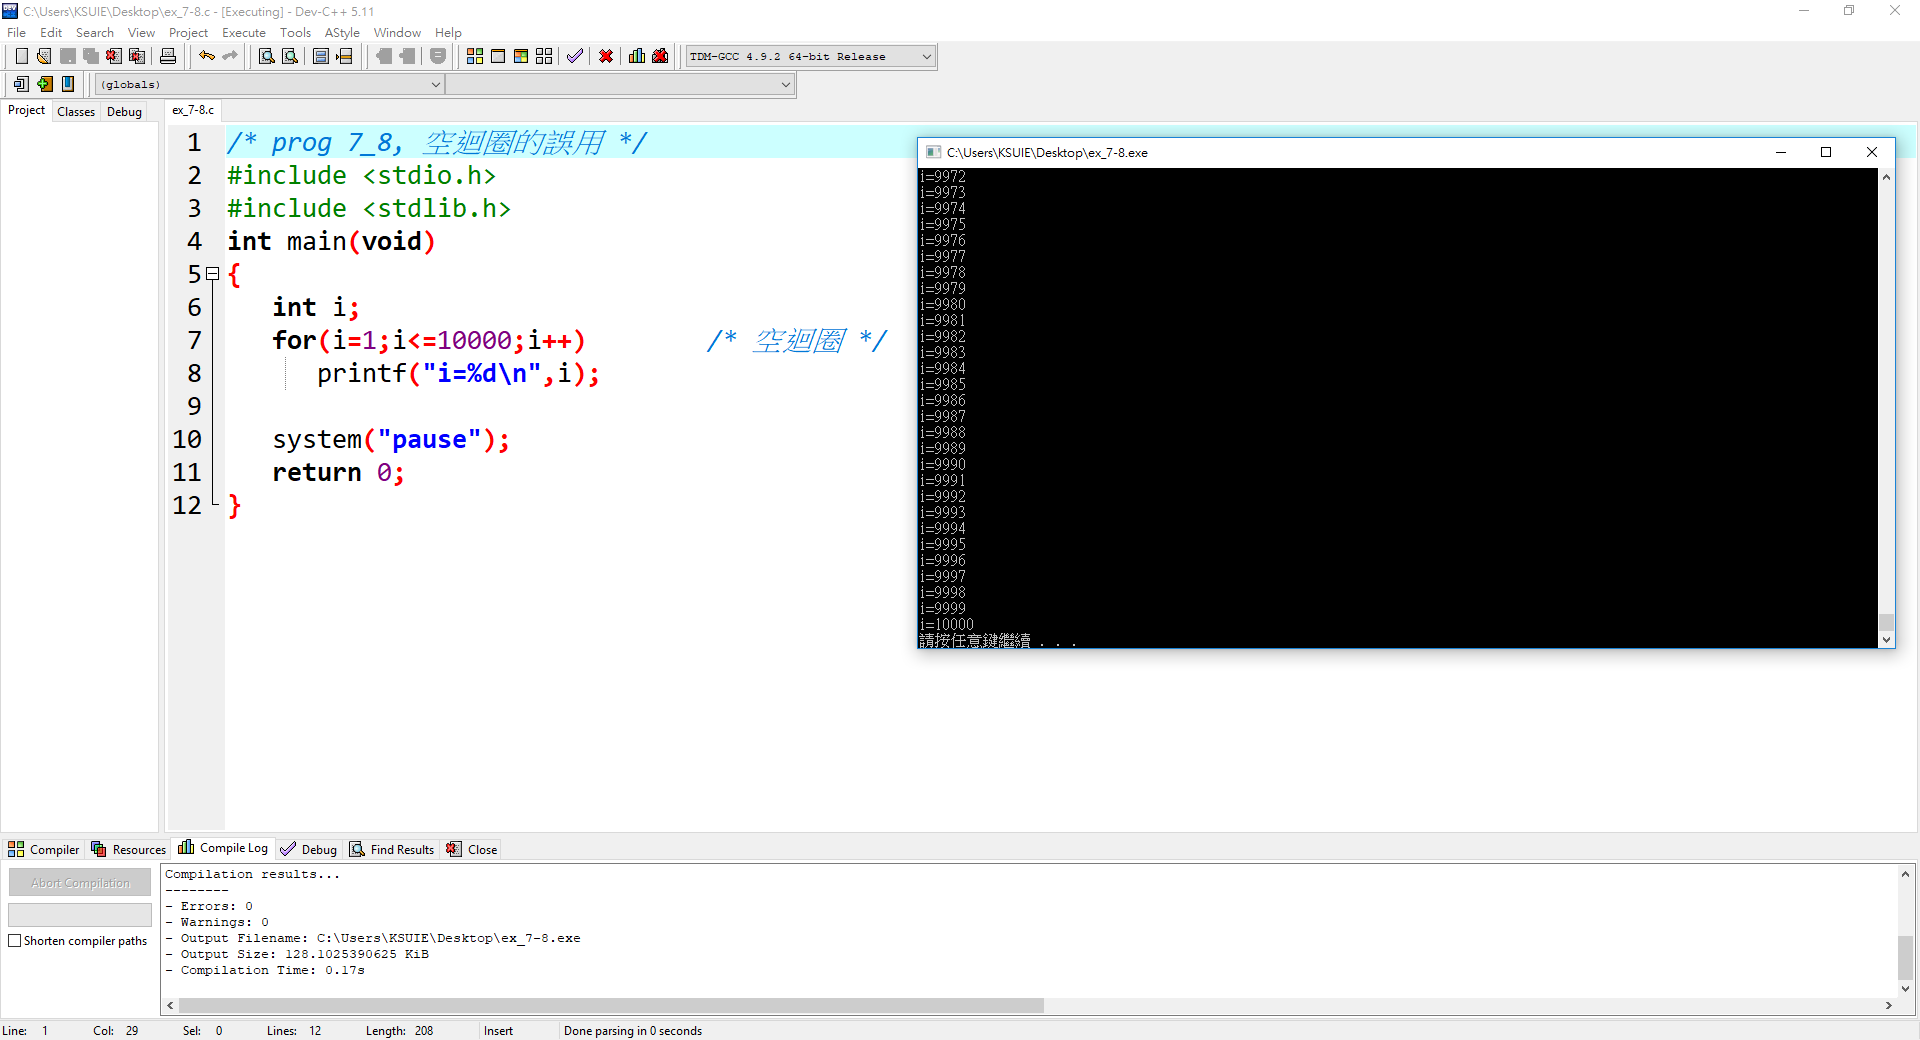 C:\Users\KSUIE\Desktop\ex_7-8.c - [Executing] - Dev-C++ 5.11
File Edit Search View Project Execute Tools AStyle Window Help
TDM-GCC 4.9.2 64-bit Release
(globals)
Project Classes Debug ex_7-8.c
1 /* prog 7_8, 空迴圈的誤用 */
2 #include <stdio.h>
3 #include <stdlib.h>
4 int main(void)
5 {
6 int i;
7 for(i=1;i<=10000;i++) /* 空迴圈 */
8 printf("i=%d\n",i);
9
10 system("pause");
11 return 0;
12 }
C:\Users\KSUIE\Desktop\ex_7-8.exe
i=9972
i=9973
i=9974
i=9975
i=9976
i=9977
i=9978
i=9979
i=9980
i=9981
i=9982
i=9983
i=9984
i=9985
i=9986
i=9987
i=9988
i=9989
i=9990
i=9991
i=9992
i=9993
i=9994
i=9995
i=9996
i=9997
i=9998
i=9999
i=10000
請按任意鍵繼續 . . .
Compiler Resources Compile Log Debug Find Results Close
Abort Compilation
Shorten compiler paths
Compilation results...
--------
- Errors: 0
- Warnings: 0
- Output Filename: C:\Users\KSUIE\Desktop\ex_7-8.exe
- Output Size: 128.1025390625 KiB
- Compilation Time: 0.17s
Line: 1 Col: 29 Sel: 0 Lines: 12 Length: 208 Insert Done parsing in 0 seconds